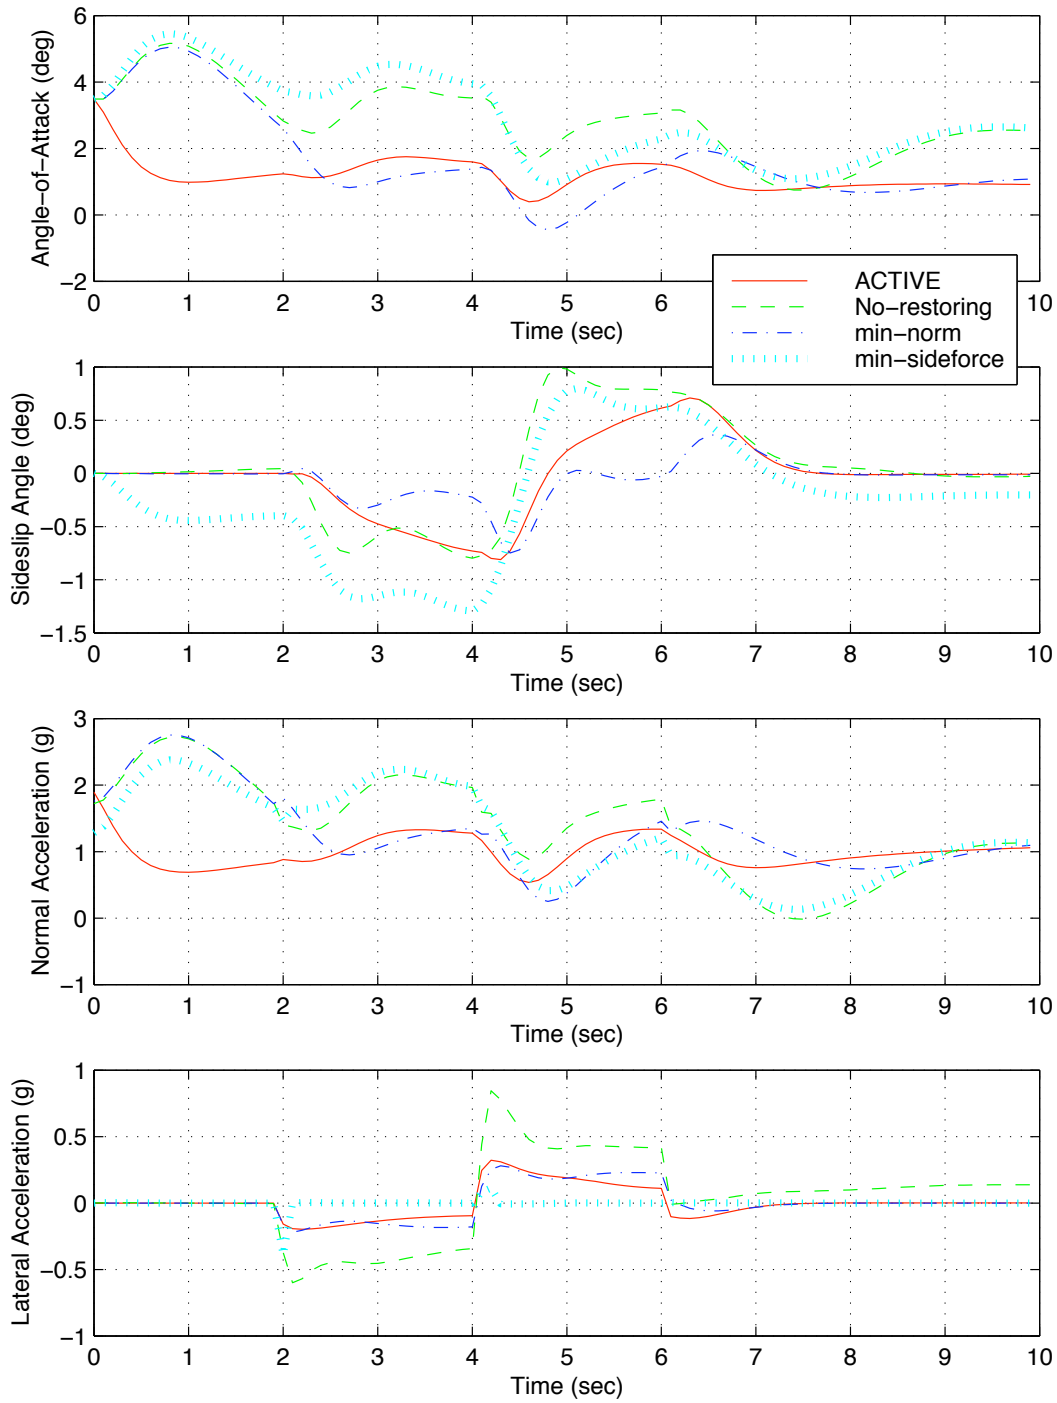 6
4
2
0
−2
Angle−of−Attack (deg)
0 1 2 3 4 5 6 7 8 9 10
Time (sec)
ACTIVE
No−restoring
min−norm
min−sideforce
1
0.5
0
−0.5
−1
−1.5
Sideslip Angle (deg)
0 1 2 3 4 5 6 7 8 9 10
Time (sec)
3
2
1
0
−1
Normal Acceleration (g)
0 1 2 3 4 5 6 7 8 9 10
Time (sec)
1
0.5
0
−0.5
−1
Lateral Acceleration (g)
0 1 2 3 4 5 6 7 8 9 10
Time (sec)